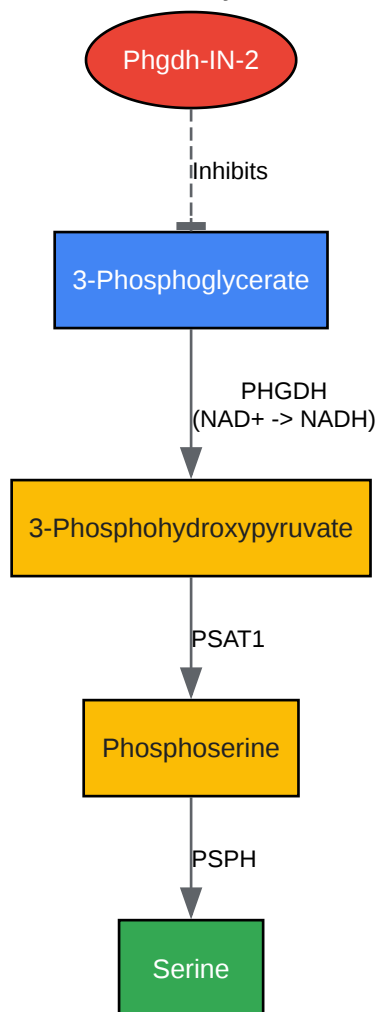 Phgdh-IN-2
Inhibits
3-Phosphoglycerate
PHGDH
(NAD+ -> NADH)
3-Phosphohydroxypyruvate
PSAT1
Phosphoserine
PSPH
Serine